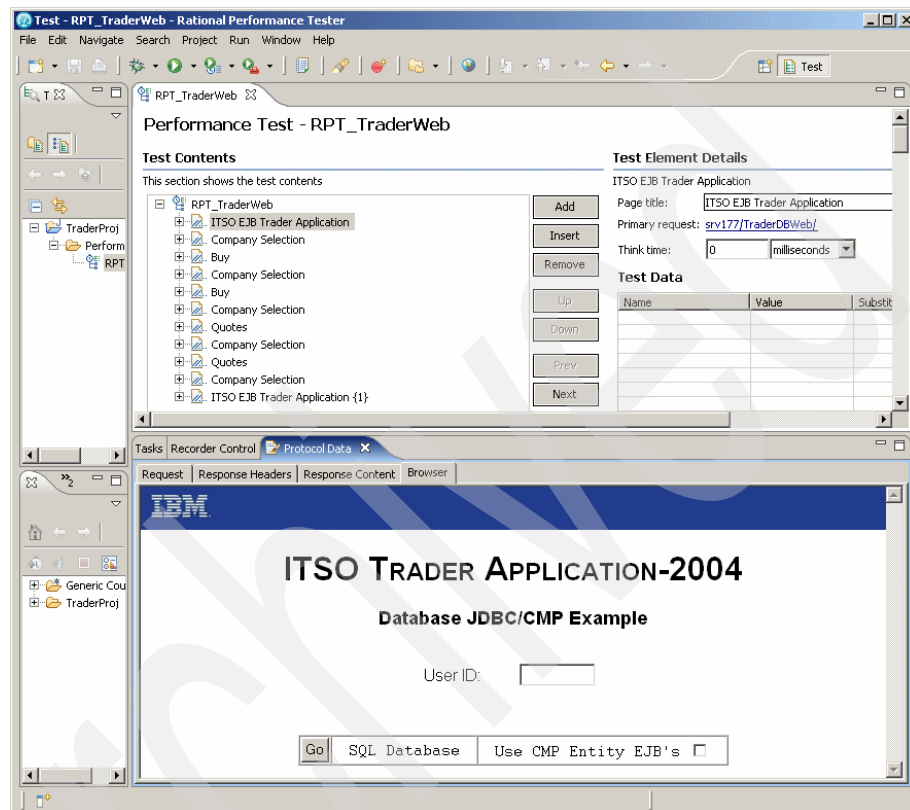 Test - RPT_TraderWeb - Rational Performance Tester
File Edit Navigate Search Project Run Window Help
Test
T
RPT_TraderWeb
Performance Test - RPT_TraderWeb
Test Contents
This section shows the test contents
RPT_TraderWeb
ITSO EJB Trader Application
Company Selection
Buy
Company Selection
Buy
Company Selection
Quotes
Company Selection
Quotes
Company Selection
ITSO EJB Trader Application {1}
Add
Insert
Remove
Up
Down
Prev
Next
Test Element Details
ITSO EJB Trader Application
Page title: ITSO EJB Trader Application
Primary request: srv177/TraderDBWeb/
Think time: 0 milliseconds
Test Data
Name Value Substit
TraderProj
Perform
RPT
Tasks Recorder Control Protocol Data
Request Response Headers Response Content Browser
2
Generic Cou
TraderProj
IBM
ITSO TRADER APPLICATION-2004
Database JDBC/CMP Example
User ID:
Go SQL Database Use CMP Entity EJB's
Archived